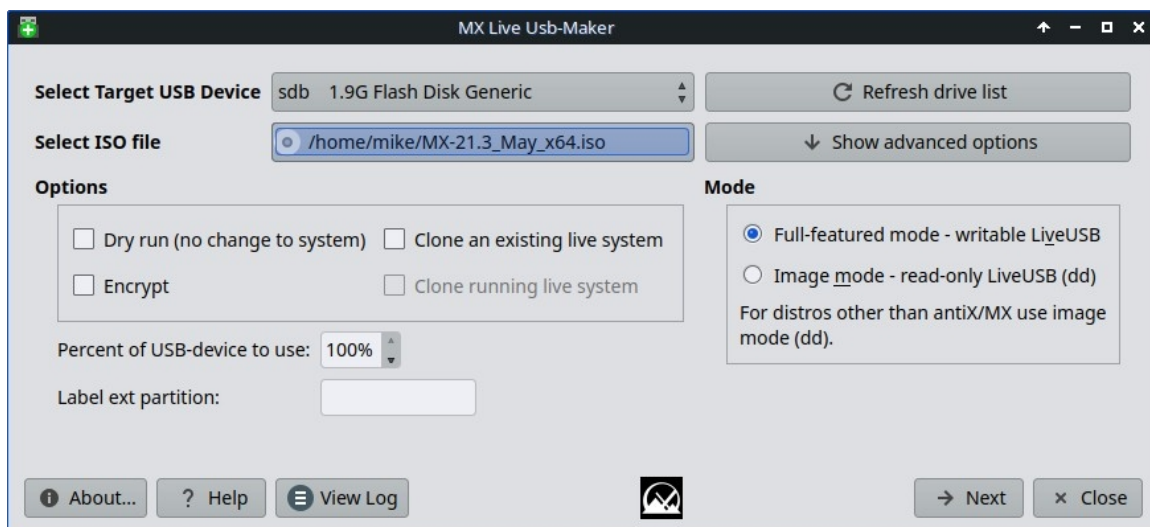 MX Live Usb-Maker
Select Target USB Device
sdb 1.9G Flash Disk Generic
Refresh drive list
Select ISO file
/home/mike/MX-21.3_May_x64.iso
Show advanced options
Options
Dry run (no change to system)
Clone an existing live system
Encrypt
Clone running live system
Percent of USB-device to use:
100%
Label ext partition:
Mode
Full-featured mode - writable LiveUSB
Image mode - read-only LiveUSB (dd)
For distros other than antiX/MX use image
mode (dd).
About...
? Help
View Log
Next
Close